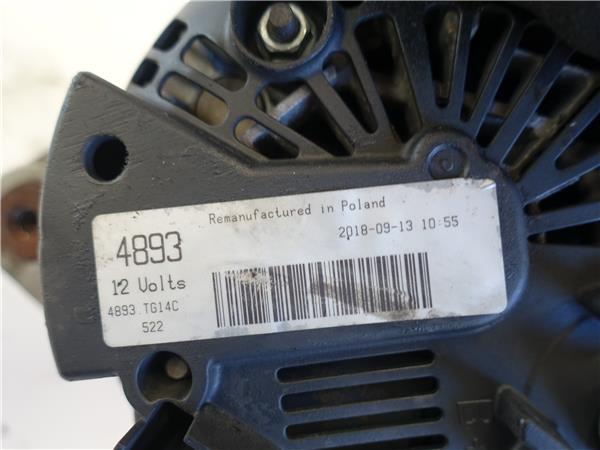 Remanufactured in Poland
4893
2018-09-13 10:55
12 Volts
4893.TG14C
522